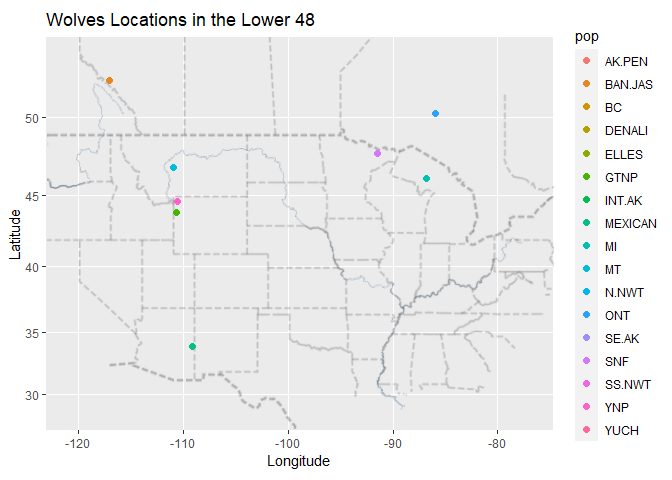 Wolves Locations in the Lower 48
pop
AK.PEN
BAN.JAS
BC
DENALI
ELLES
GTNP
INT.AK
MEXICAN
MI
MT
N.NWT
ONT
SE.AK
SNF
SS.NWT
YNP
YUCH
Latitude
50
45
40
35
30
-120
-110
-100
-90
-80
Longitude